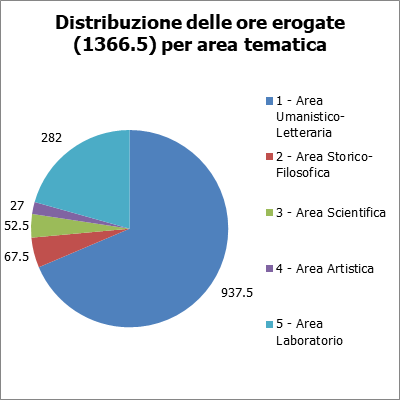 Distribuzione delle ore erogate
(1366.5) per area tematica
282
27
52.5
67.5
937.5
1 - Area
Umanistico-
Letteraria
2 - Area Storico-
Filosofica
3 - Area Scientifica
4 - Area Artistica
5 - Area
Laboratorio